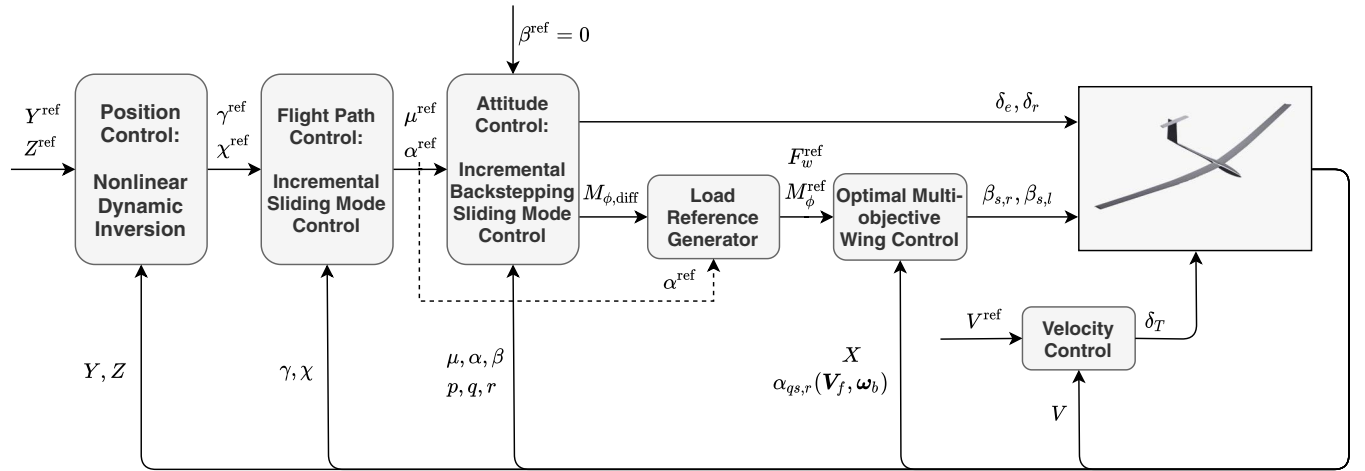 β^ref = 0
Y^ref
Z^ref
Position
Control:
Nonlinear
Dynamic
Inversion
γ^ref
χ^ref
Flight Path
Control:
Incremental
Sliding Mode
Control
μ^ref
α^ref
Attitude
Control:
Incremental
Backstepping
Sliding Mode
Control
δ_e, δ_r
M_ϕ,diff
Load
Reference
Generator
F_w^ref
M_ϕ^ref
Optimal Multi-
objective
Wing Control
β_s,r, β_s,l
α^ref
V^ref
Velocity
Control
δ_T
Y, Z
γ, χ
μ, α, β
p, q, r
X
α_qs,r(V_f, ω_b)
V